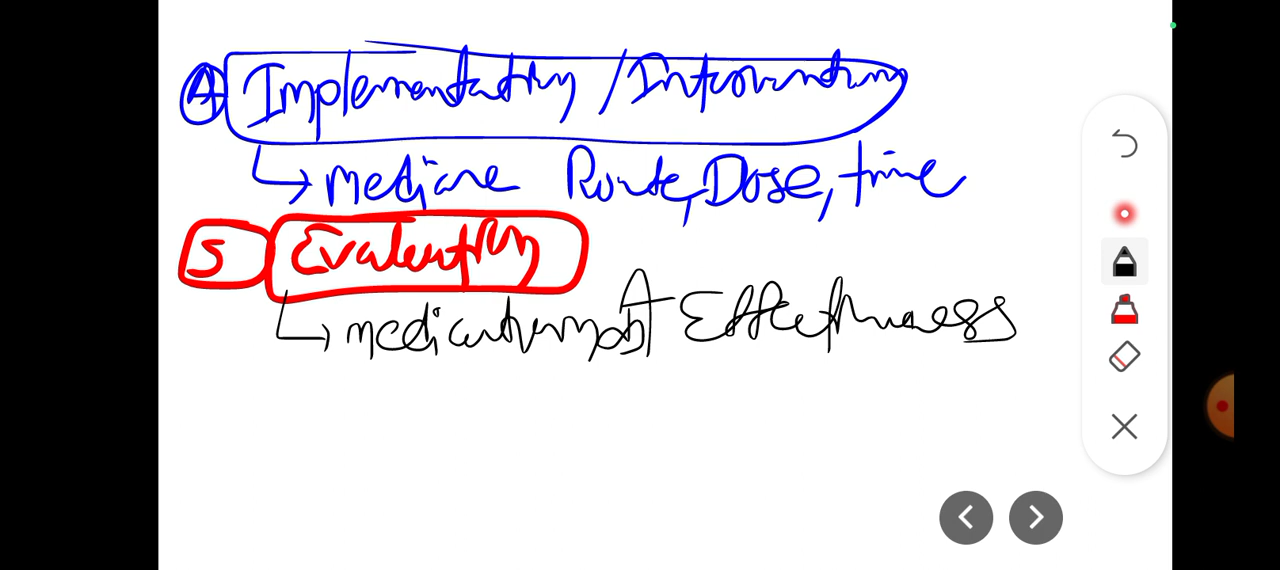 4 Implementation / Intervention
↳ medicine Route, Dose, time
5 Evaluation
↳ medication Effectiveness